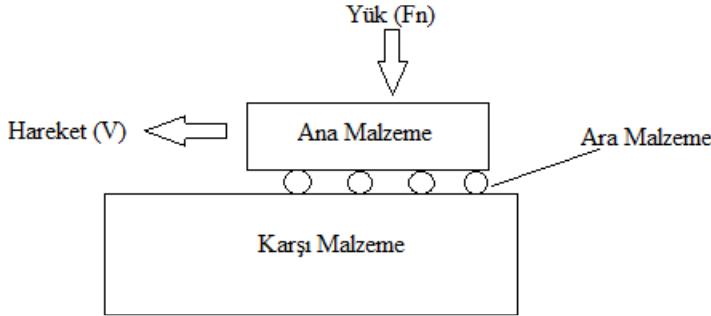 Yük (Fn)
Hareket (V)
Ana Malzeme
Ara Malzeme
Karşı Malzeme